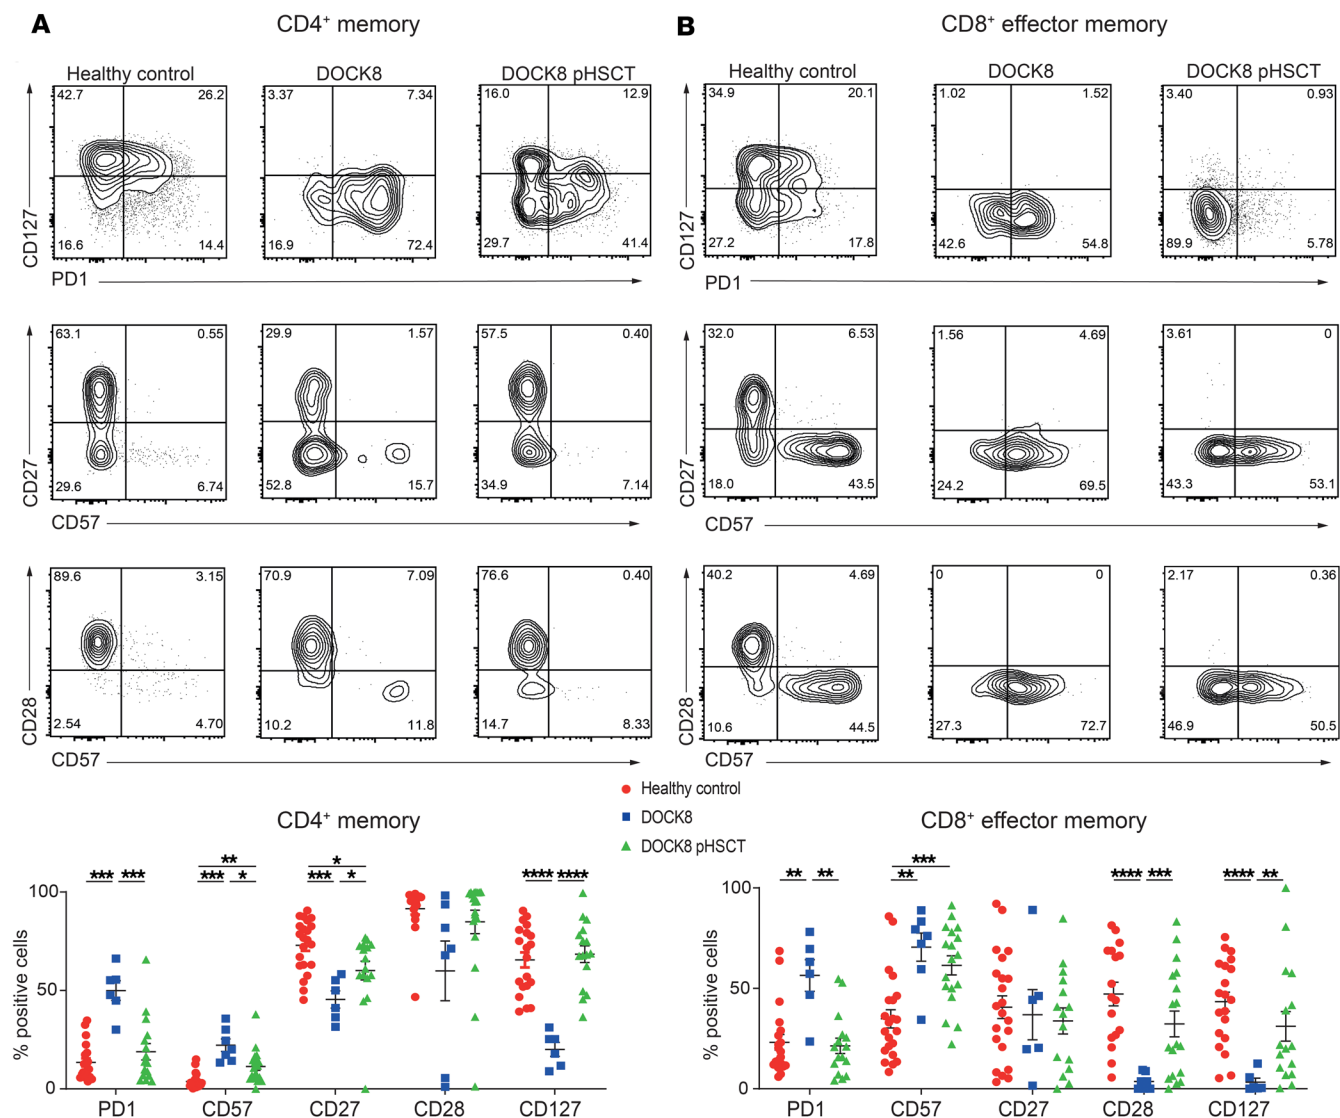 A CD4+ memory
B CD8+ effector memory
Healthy control DOCK8 DOCK8 pHSCT
Healthy control DOCK8 DOCK8 pHSCT
42.7 26.2 3.37 7.34 16.0 12.9
34.9 20.1 1.02 1.52 3.40 0.93
CD127
CD127
16.6 14.4 16.9 72.4 29.7 41.4
27.2 17.8 42.6 54.8 89.9 5.78
PD1
PD1
63.1 0.55 29.9 1.57 57.5 0.40
32.0 6.53 1.56 4.69 3.61 0
CD27
CD27
29.6 6.74 52.8 15.7 34.9 7.14
18.0 43.5 24.2 69.5 43.3 53.1
CD57
CD57
89.6 3.15 70.9 7.09 76.6 0.40
40.2 4.69 0 0 2.17 0.36
CD28
CD28
2.54 4.70 10.2 11.8 14.7 8.33
10.6 44.5 27.3 72.7 46.9 50.5
CD57
CD57
Healthy control
DOCK8
DOCK8 pHSCT
CD4+ memory
** *
*** *** *** * *** * **** ****
100
50
0
% positive cells
PD1 CD57 CD27 CD28 CD127
CD8+ effector memory
***
** ** ** **** *** **** **
100
50
0
% positive cells
PD1 CD57 CD27 CD28 CD127